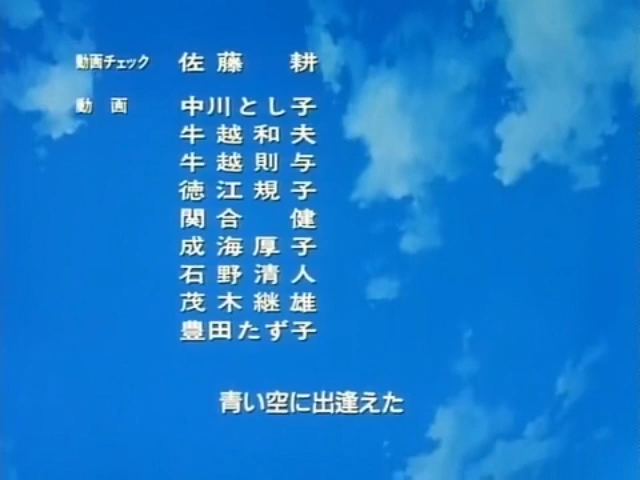 動画チェック 佐藤 耕
動画 中川とし子
牛越和夫
牛越則与
徳江規子
関合 健
成海厚子
石野清人
茂木継雄
豊田たず子
青い空に出逢えた